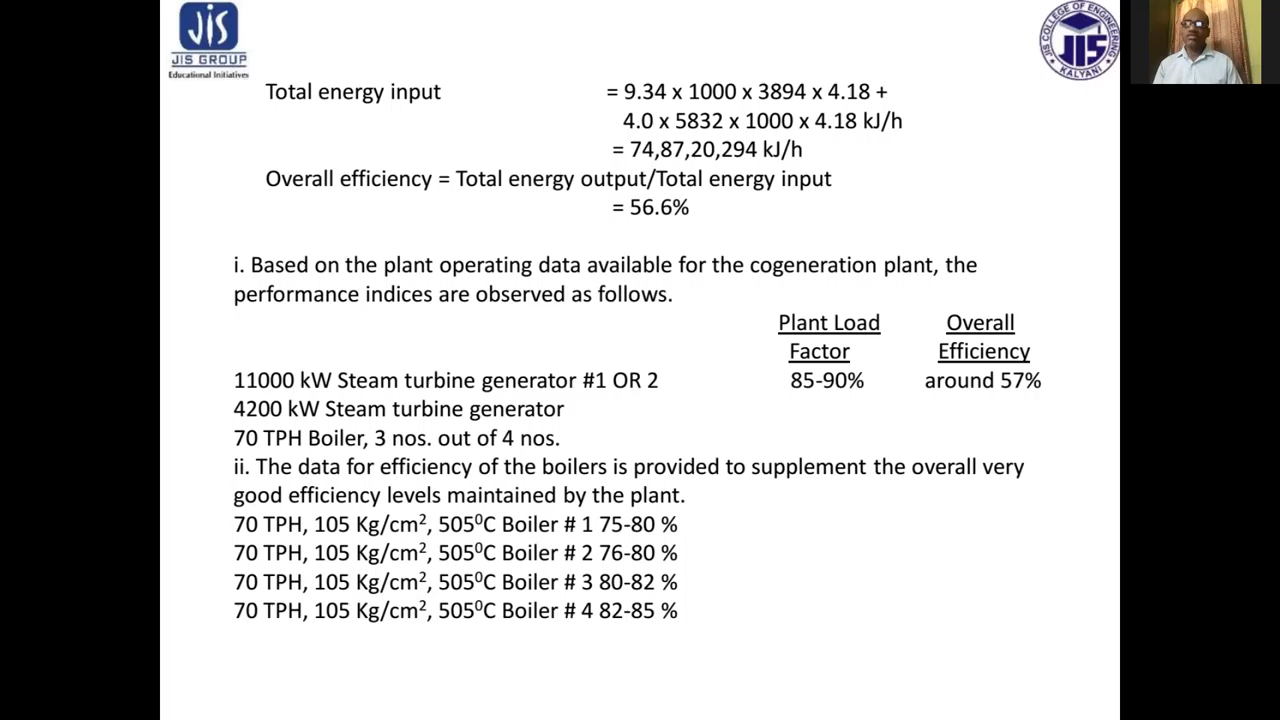 JIS
JIS GROUP
Educational Initiatives
JIS COLLEGE OF ENGINEERING
JIS
KALYANI
Total energy input = 9.34 x 1000 x 3894 x 4.18 +
4.0 x 5832 x 1000 x 4.18 kJ/h
= 74,87,20,294 kJ/h
Overall efficiency = Total energy output/Total energy input
= 56.6%
i. Based on the plant operating data available for the cogeneration plant, the
performance indices are observed as follows.
Plant Load Overall
Factor Efficiency
11000 kW Steam turbine generator #1 OR 2 85-90% around 57%
4200 kW Steam turbine generator
70 TPH Boiler, 3 nos. out of 4 nos.
ii. The data for efficiency of the boilers is provided to supplement the overall very
good efficiency levels maintained by the plant.
70 TPH, 105 Kg/cm², 505⁰C Boiler # 1 75-80 %
70 TPH, 105 Kg/cm², 505⁰C Boiler # 2 76-80 %
70 TPH, 105 Kg/cm², 505⁰C Boiler # 3 80-82 %
70 TPH, 105 Kg/cm², 505⁰C Boiler # 4 82-85 %